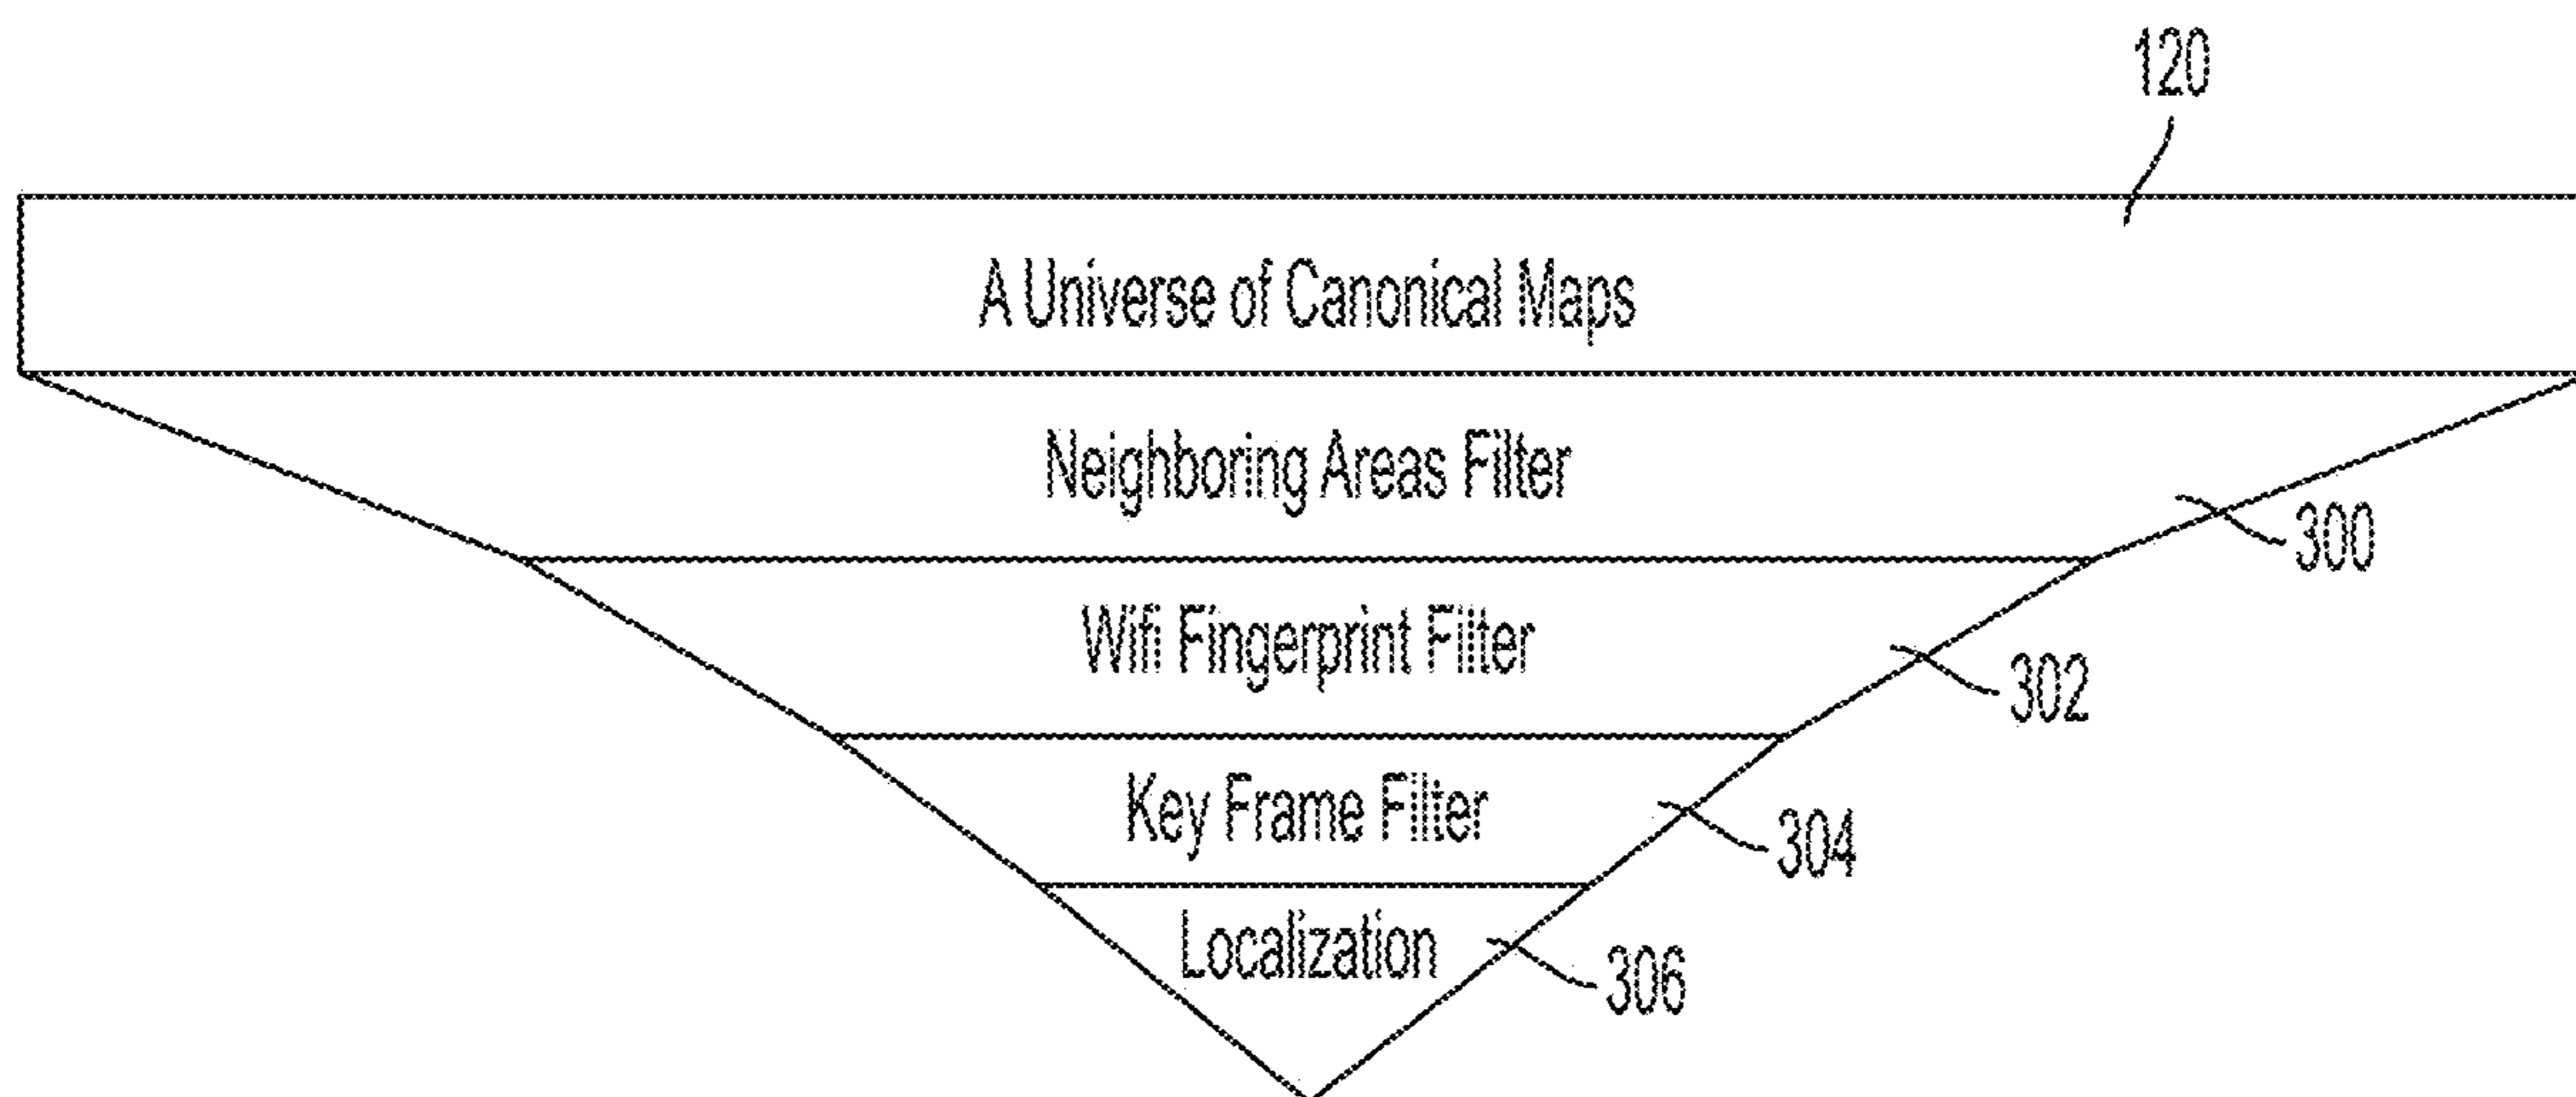 120
A Universe of Canonical Maps
Neighboring Areas Filter
300
Wifi Fingerprint Filter
302
Key Frame Filter
304
Localization
306